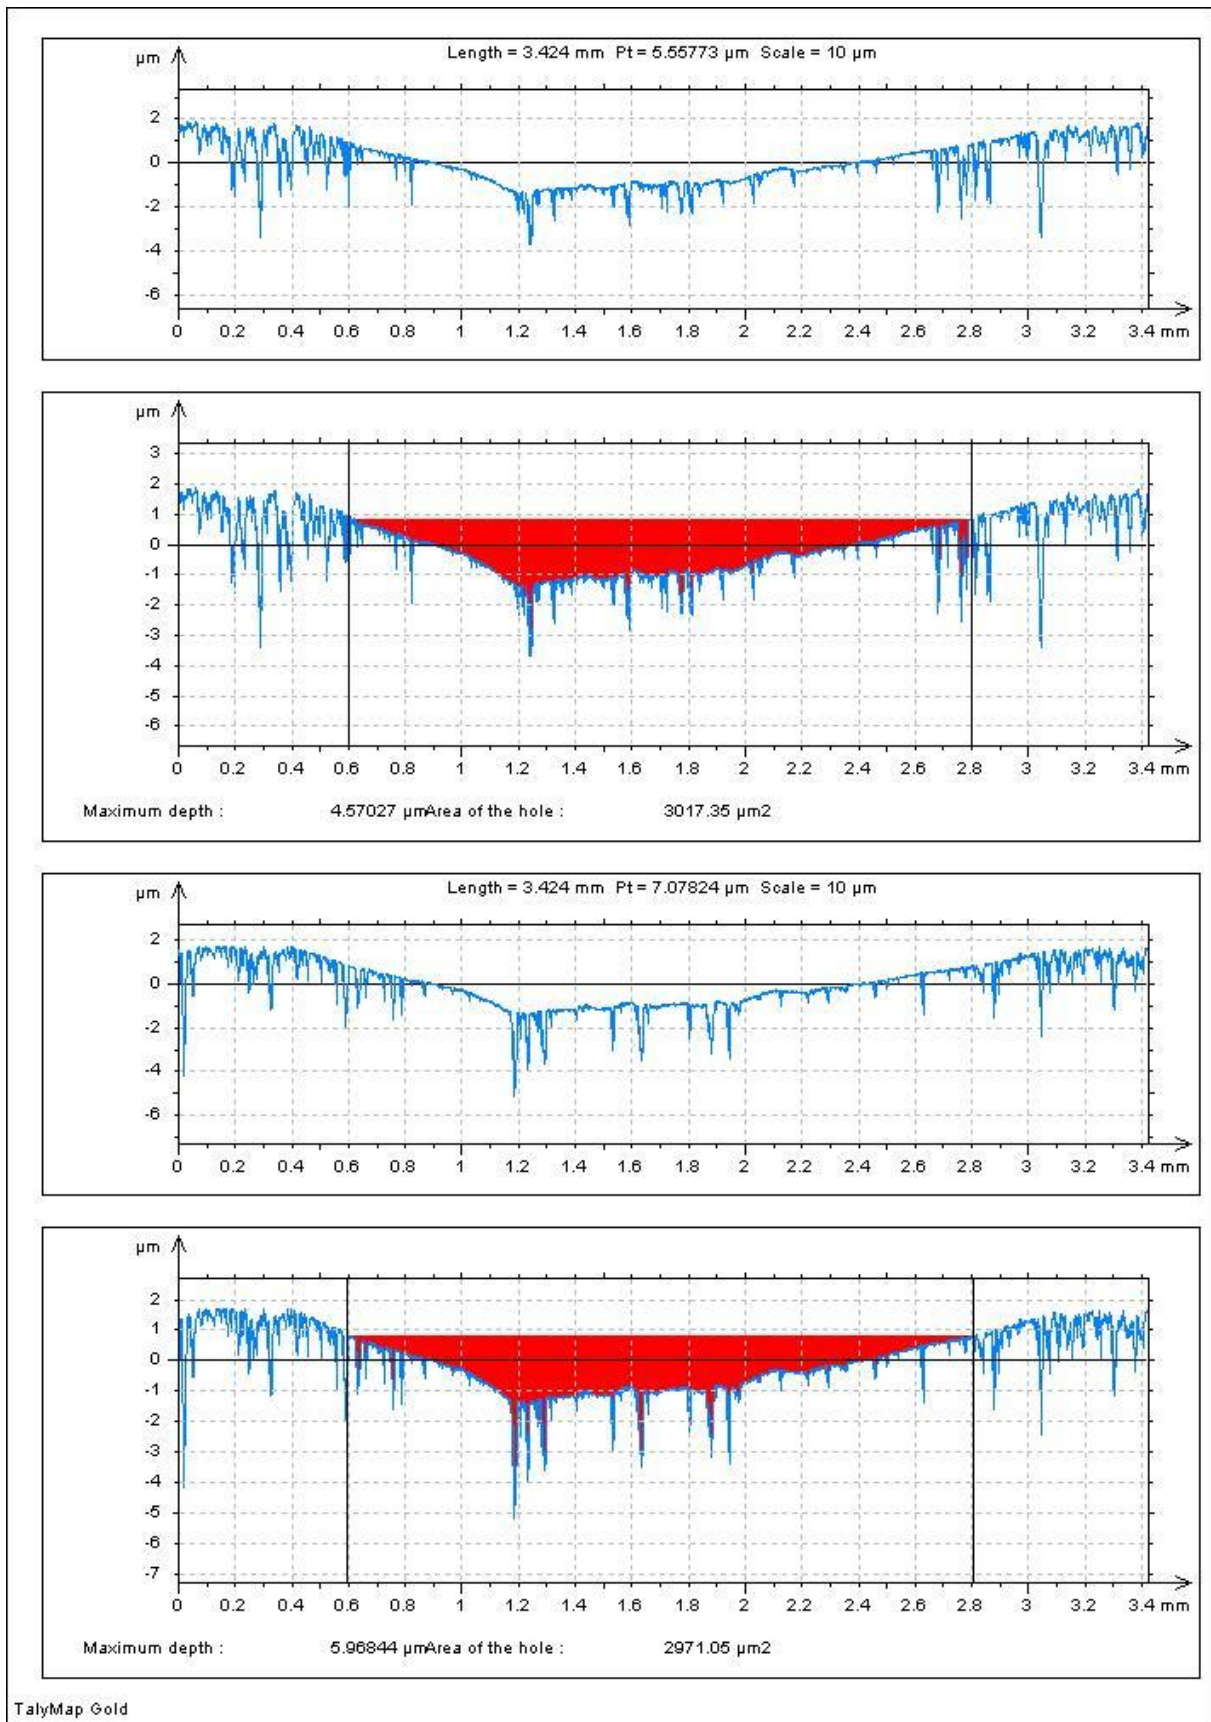 Length = 3.424 mm  Pt = 5.55773 µm  Scale = 10 µm
µm
2
0
-2
-4
-6
0 0.2 0.4 0.6 0.8 1 1.2 1.4 1.6 1.8 2 2.2 2.4 2.6 2.8 3 3.2 3.4 mm
µm
3
2
1
0
-1
-2
-3
-4
-5
-6
0 0.2 0.4 0.6 0.8 1 1.2 1.4 1.6 1.8 2 2.2 2.4 2.6 2.8 3 3.2 3.4 mm
Maximum depth : 4.57027 µm Area of the hole : 3017.35 µm2
Length = 3.424 mm  Pt = 7.07824 µm  Scale = 10 µm
µm
2
0
-2
-4
-6
0 0.2 0.4 0.6 0.8 1 1.2 1.4 1.6 1.8 2 2.2 2.4 2.6 2.8 3 3.2 3.4 mm
µm
2
1
0
-1
-2
-3
-4
-5
-6
-7
0 0.2 0.4 0.6 0.8 1 1.2 1.4 1.6 1.8 2 2.2 2.4 2.6 2.8 3 3.2 3.4 mm
Maximum depth : 5.96844 µm Area of the hole : 2971.05 µm2
TalyMap Gold